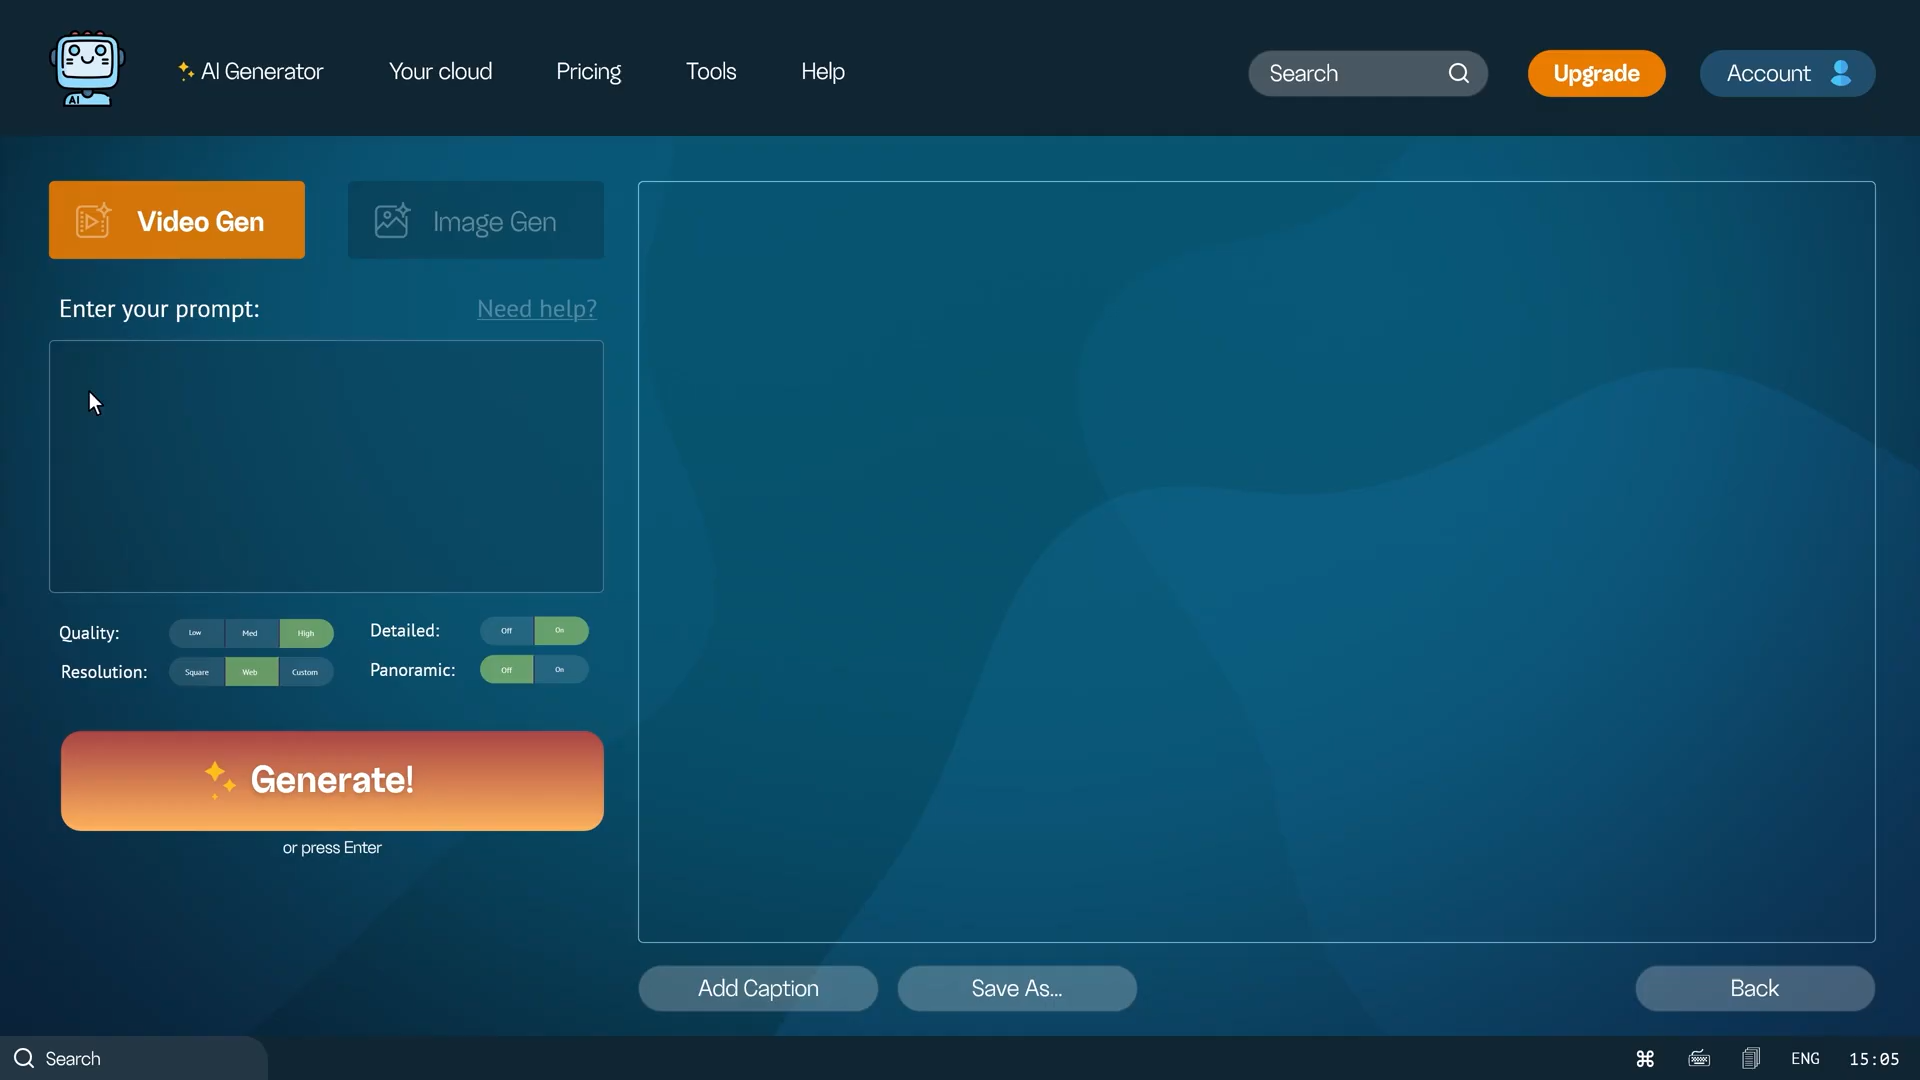 AI
AI Generator
Your cloud
Pricing
Tools
Help
Search
Upgrade
Account
Video Gen
Image Gen
Enter your prompt:
Need help?
Quality:
Low
Med
High
Detailed:
Off
On
Resolution:
Square
Web
Custom
Panoramic:
Off
On
Generate!
or press Enter
Add Caption
Save As...
Back
Search
ENG
15:05